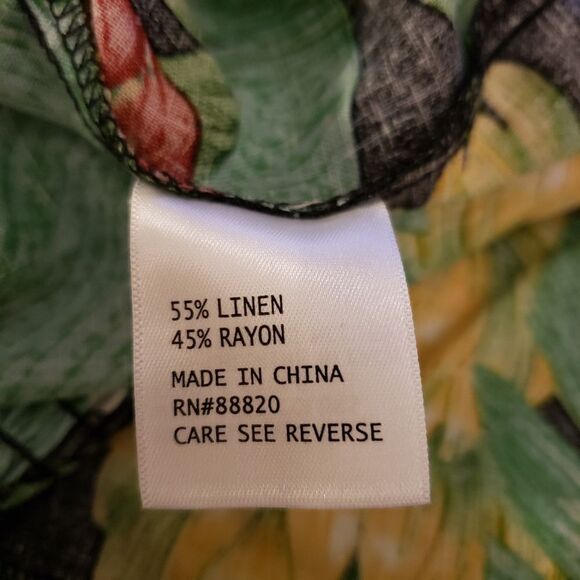 55% LINEN
45% RAYON
MADE IN CHINA
RN#88820
CARE SEE REVERSE